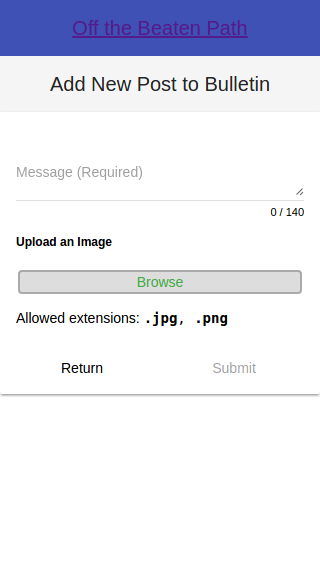 Off the Beaten Path
Add New Post to Bulletin
Message (Required)
0 / 140
Upload an Image
Browse
Allowed extensions: .jpg, .png
Return Submit